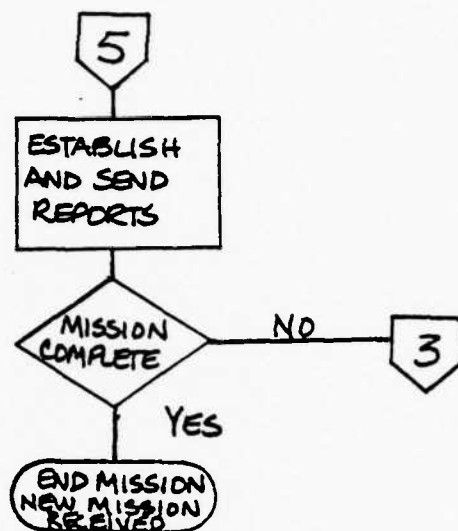 5
ESTABLISH
AND SEND
REPORTS
MISSION
COMPLETE
NO
3
YES
END MISSION
NEW MISSION
RECEIVED